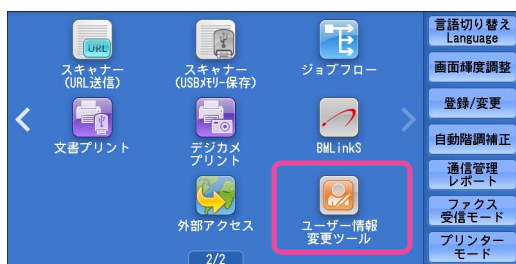 URL
スキャナー
(URL送信)
スキャナー
(USBﾒﾓﾘｰ保存)
ジョブフロー
文書プリント
デジカメ
プリント
BMLinkS
外部アクセス
ユーザー情報
変更ツール
2/2
言語切り替え
Language
画面輝度調整
登録/変更
自動階調補正
通信管理
レポート
ファクス
受信モード
プリンター
モード